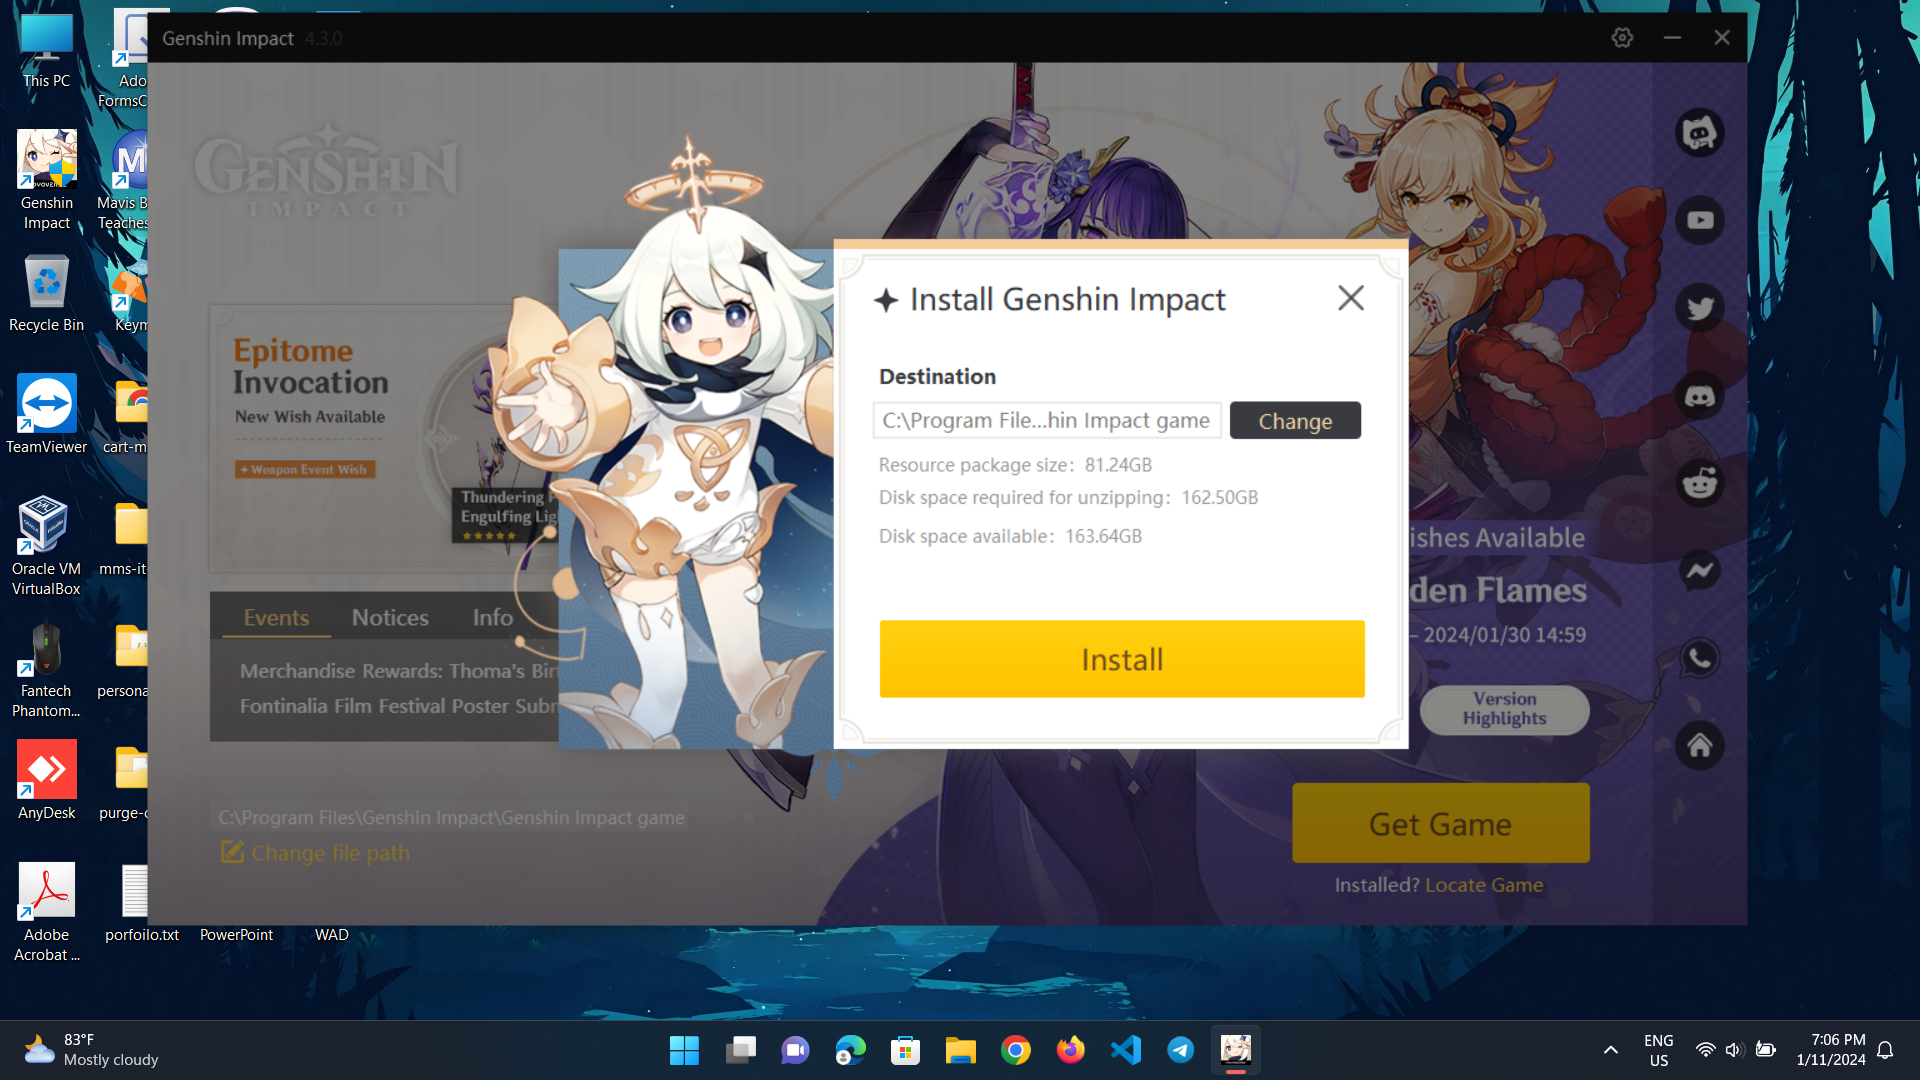 This PC
Ado
FormsC
Genshin
Impact
M
Mavis B
Teaches
Recycle Bin
Keym
TeamViewer
cart-m
Oracle VM
VirtualBox
mms-it
Fantech
Phantom...
persona
AnyDesk
purge-c
Adobe
Acrobat ...
porfoilo.txt
PowerPoint
WAD
Genshin Impact 4.3.0
GENSHIN
IMPACT
Epitome
Invocation
New Wish Available
+ Weapon Event Wish
Thundering P
Engulfing Lig
Events
Notices
Info
Merchandise Rewards: Thoma's Birt
Fontinalia Film Festival Poster Subm
C:\Program Files\Genshin Impact\Genshin Impact game
Change file path
Install Genshin Impact
Destination
C:\Program File...hin Impact game
Change
Resource package size: 81.24GB
Disk space required for unzipping: 162.50GB
Disk space available: 163.64GB
Install
ishes Available
den Flames
– 2024/01/30 14:59
Version
Highlights
Get Game
Installed? Locate Game
83°F
Mostly cloudy
ENG
US
7:06 PM
1/11/2024